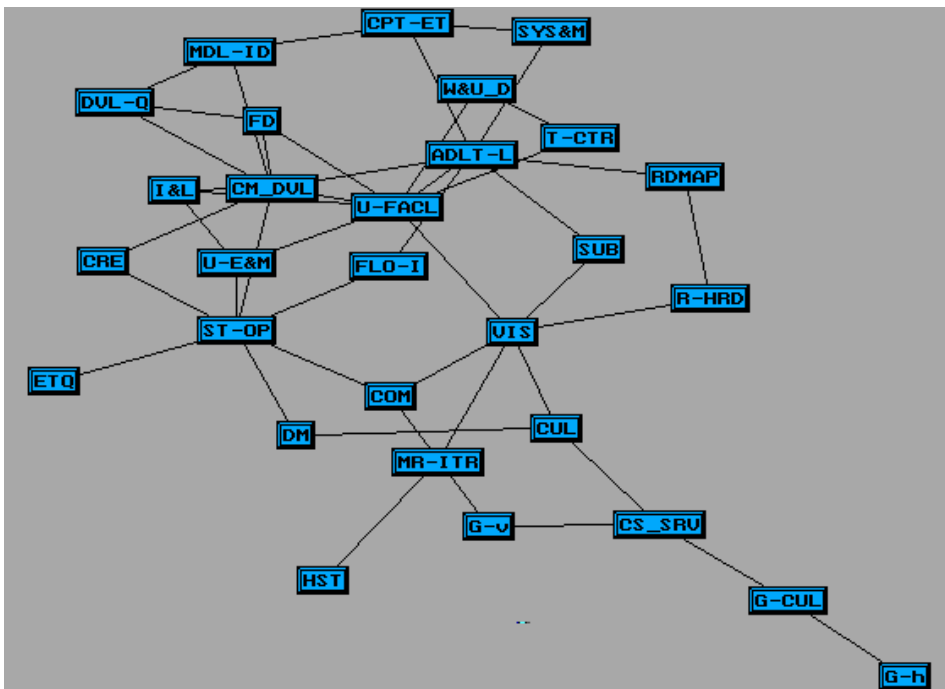 CPT-ET
SYS&M
MDL-ID
W&U_D
DVL-Q
FD
T-CTR
ADLT-L
RDMAP
I&L
CM_DVL
U-FACL
SUB
CRE
U-E&M
FLO-I
R-HRD
ST-OP
VIS
ETQ
COM
CUL
DM
MR-ITR
G-v
CS_SRV
HST
G-CUL
G-h